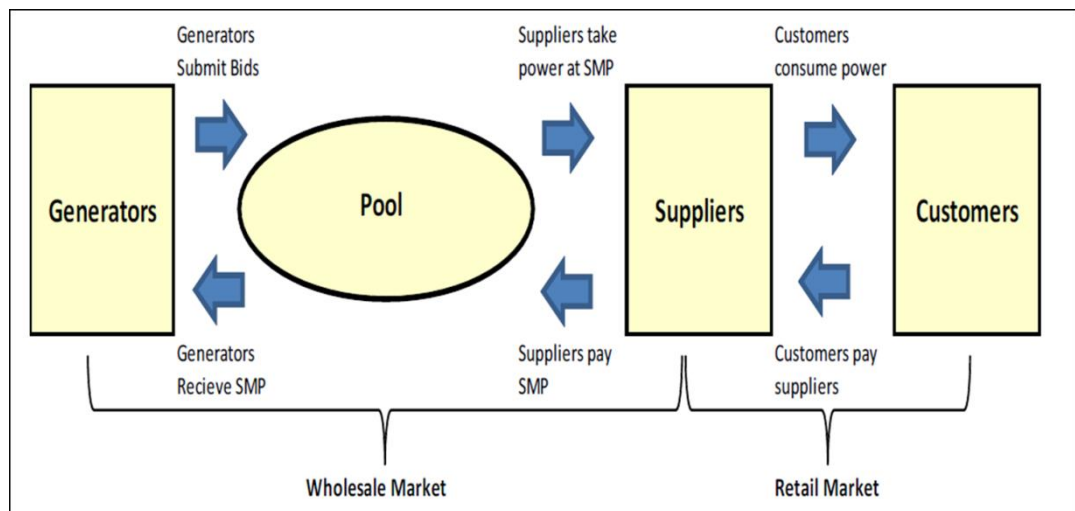 Generators
Submit Bids
Suppliers take
power at SMP
Customers
consume power
Generators
Pool
Suppliers
Customers
Generators
Recieve SMP
Suppliers pay
SMP
Customers pay
suppliers
Wholesale Market
Retail Market